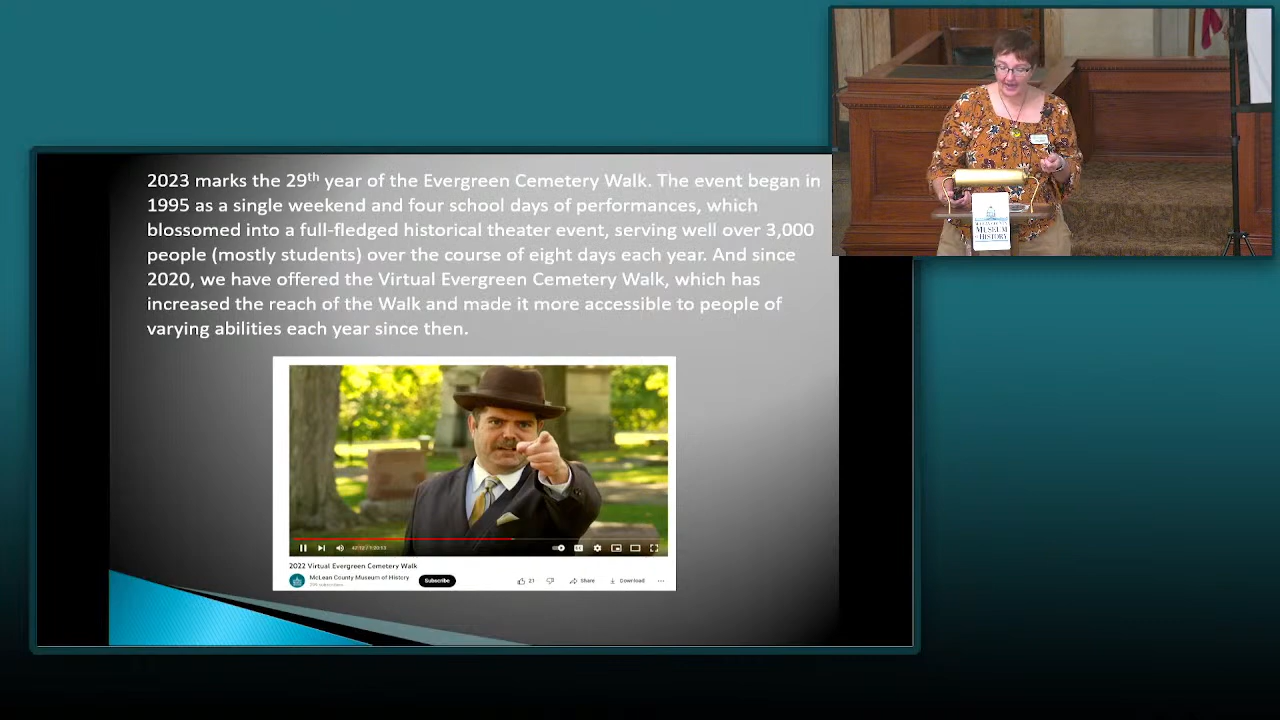 2023 marks the 29th year of the Evergreen Cemetery Walk. The event began in
1995 as a single weekend and four school days of performances, which
blossomed into a full-fledged historical theater event, serving well over 3,000
people (mostly students) over the course of eight days each year. And since
2020, we have offered the Virtual Evergreen Cemetery Walk, which has
increased the reach of the Walk and made it more accessible to people of
varying abilities each year since then.
2022 Virtual Evergreen Cemetery Walk
McLean County Museum of History
Subscribe
21
Share
Download
MUSEUM
HISTORY